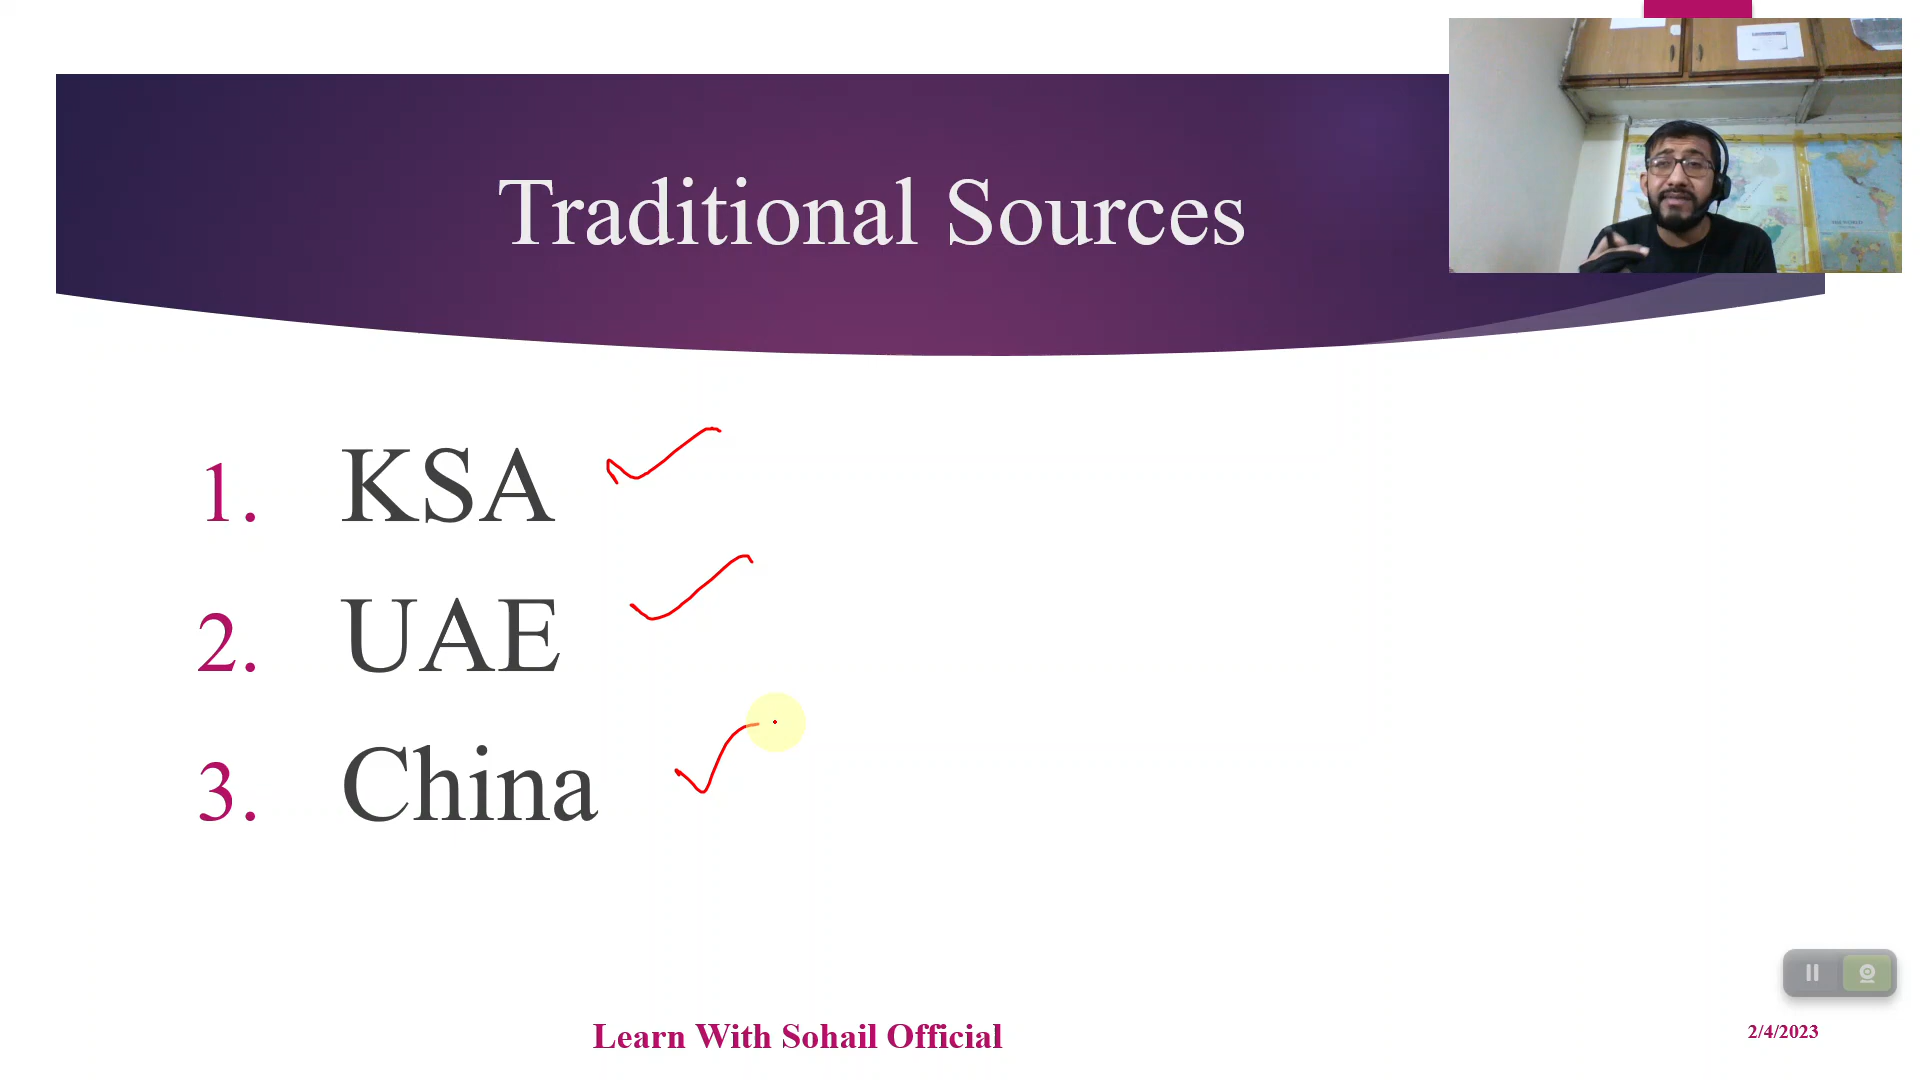 Traditional Sources
1. KSA
2. UAE
3. China
Learn With Sohail Official
2/4/2023